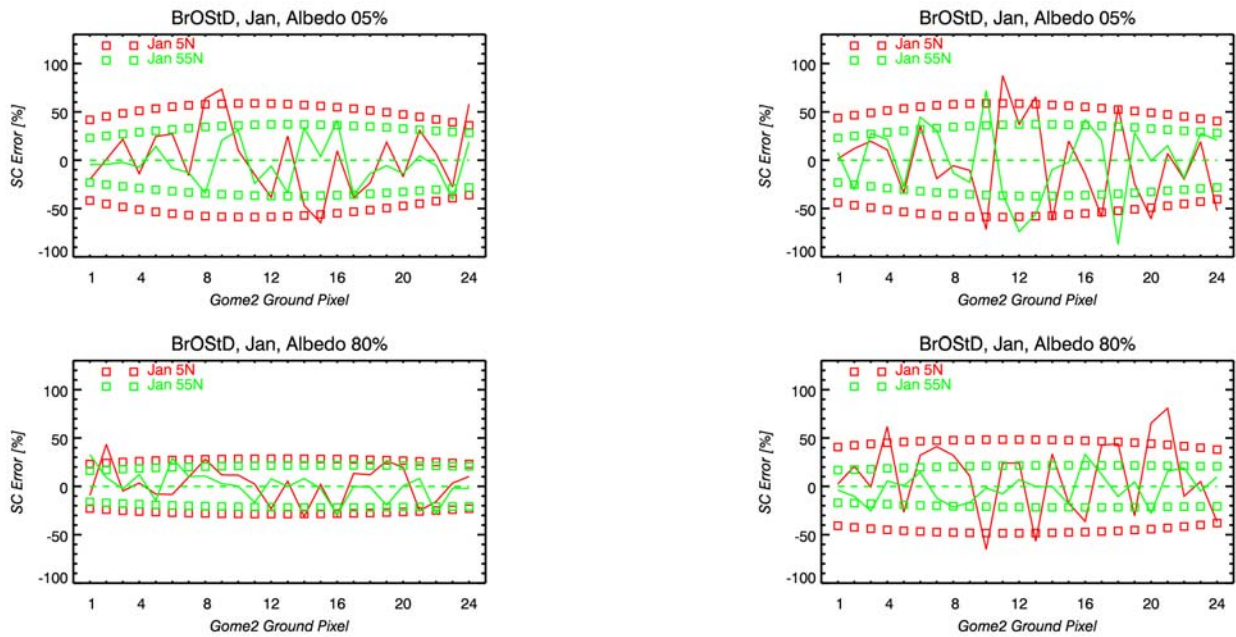 BrOStD, Jan, Albedo 05%
Jan 5N
Jan 55N
100
50
0
-50
-100
SC Error [%]
1 4 8 12 16 20 24
Gome2 Ground Pixel
BrOStD, Jan, Albedo 05%
Jan 5N
Jan 55N
100
50
0
-50
-100
SC Error [%]
1 4 8 12 16 20 24
Gome2 Ground Pixel
BrOStD, Jan, Albedo 80%
Jan 5N
Jan 55N
100
50
0
-50
-100
SC Error [%]
1 4 8 12 16 20 24
Gome2 Ground Pixel
BrOStD, Jan, Albedo 80%
Jan 5N
Jan 55N
100
50
0
-50
-100
SC Error [%]
1 4 8 12 16 20 24
Gome2 Ground Pixel